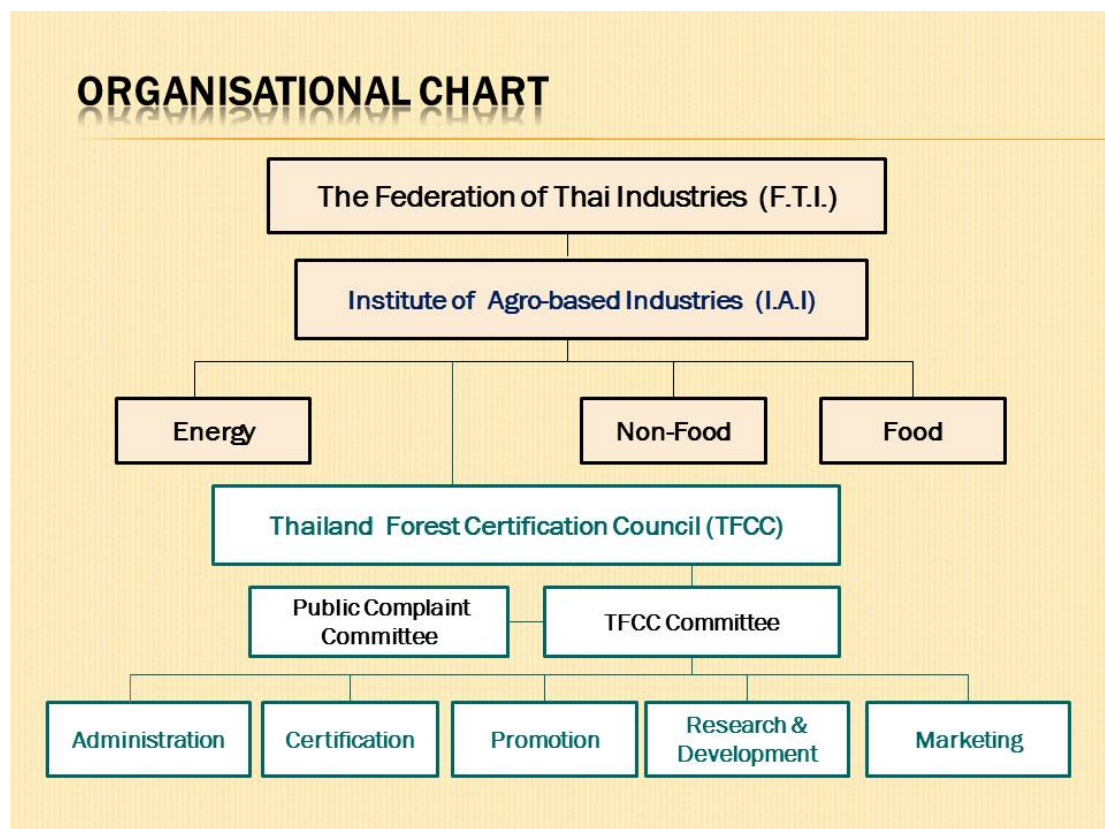 ORGANISATIONAL CHART
The Federation of Thai Industries (F.T.I.)
Institute of Agro-based Industries (I.A.I)
Energy
Non-Food
Food
Thailand Forest Certification Council (TFCC)
Public Complaint
Committee
TFCC Committee
Administration
Certification
Promotion
Research &
Development
Marketing